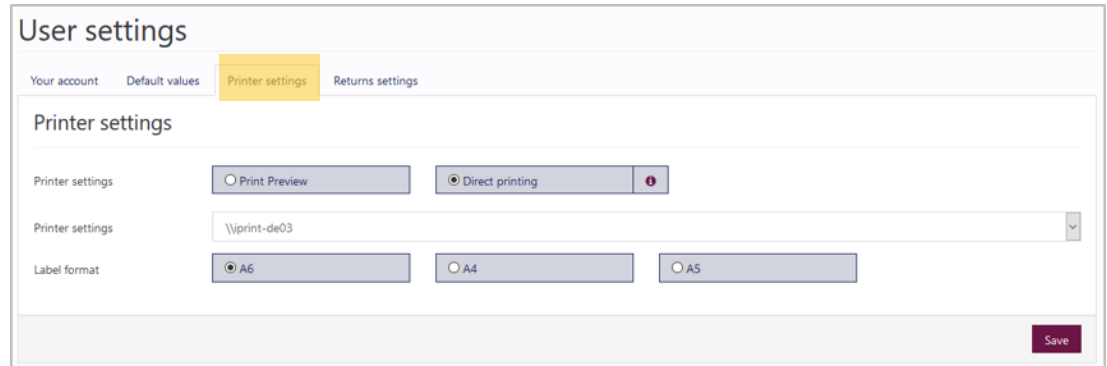 User settings
Your account Default values Printer settings Returns settings
Printer settings
Printer settings Print Preview Direct printing
Printer settings \\iprint-de03
Label format A6 A4 A5
Save